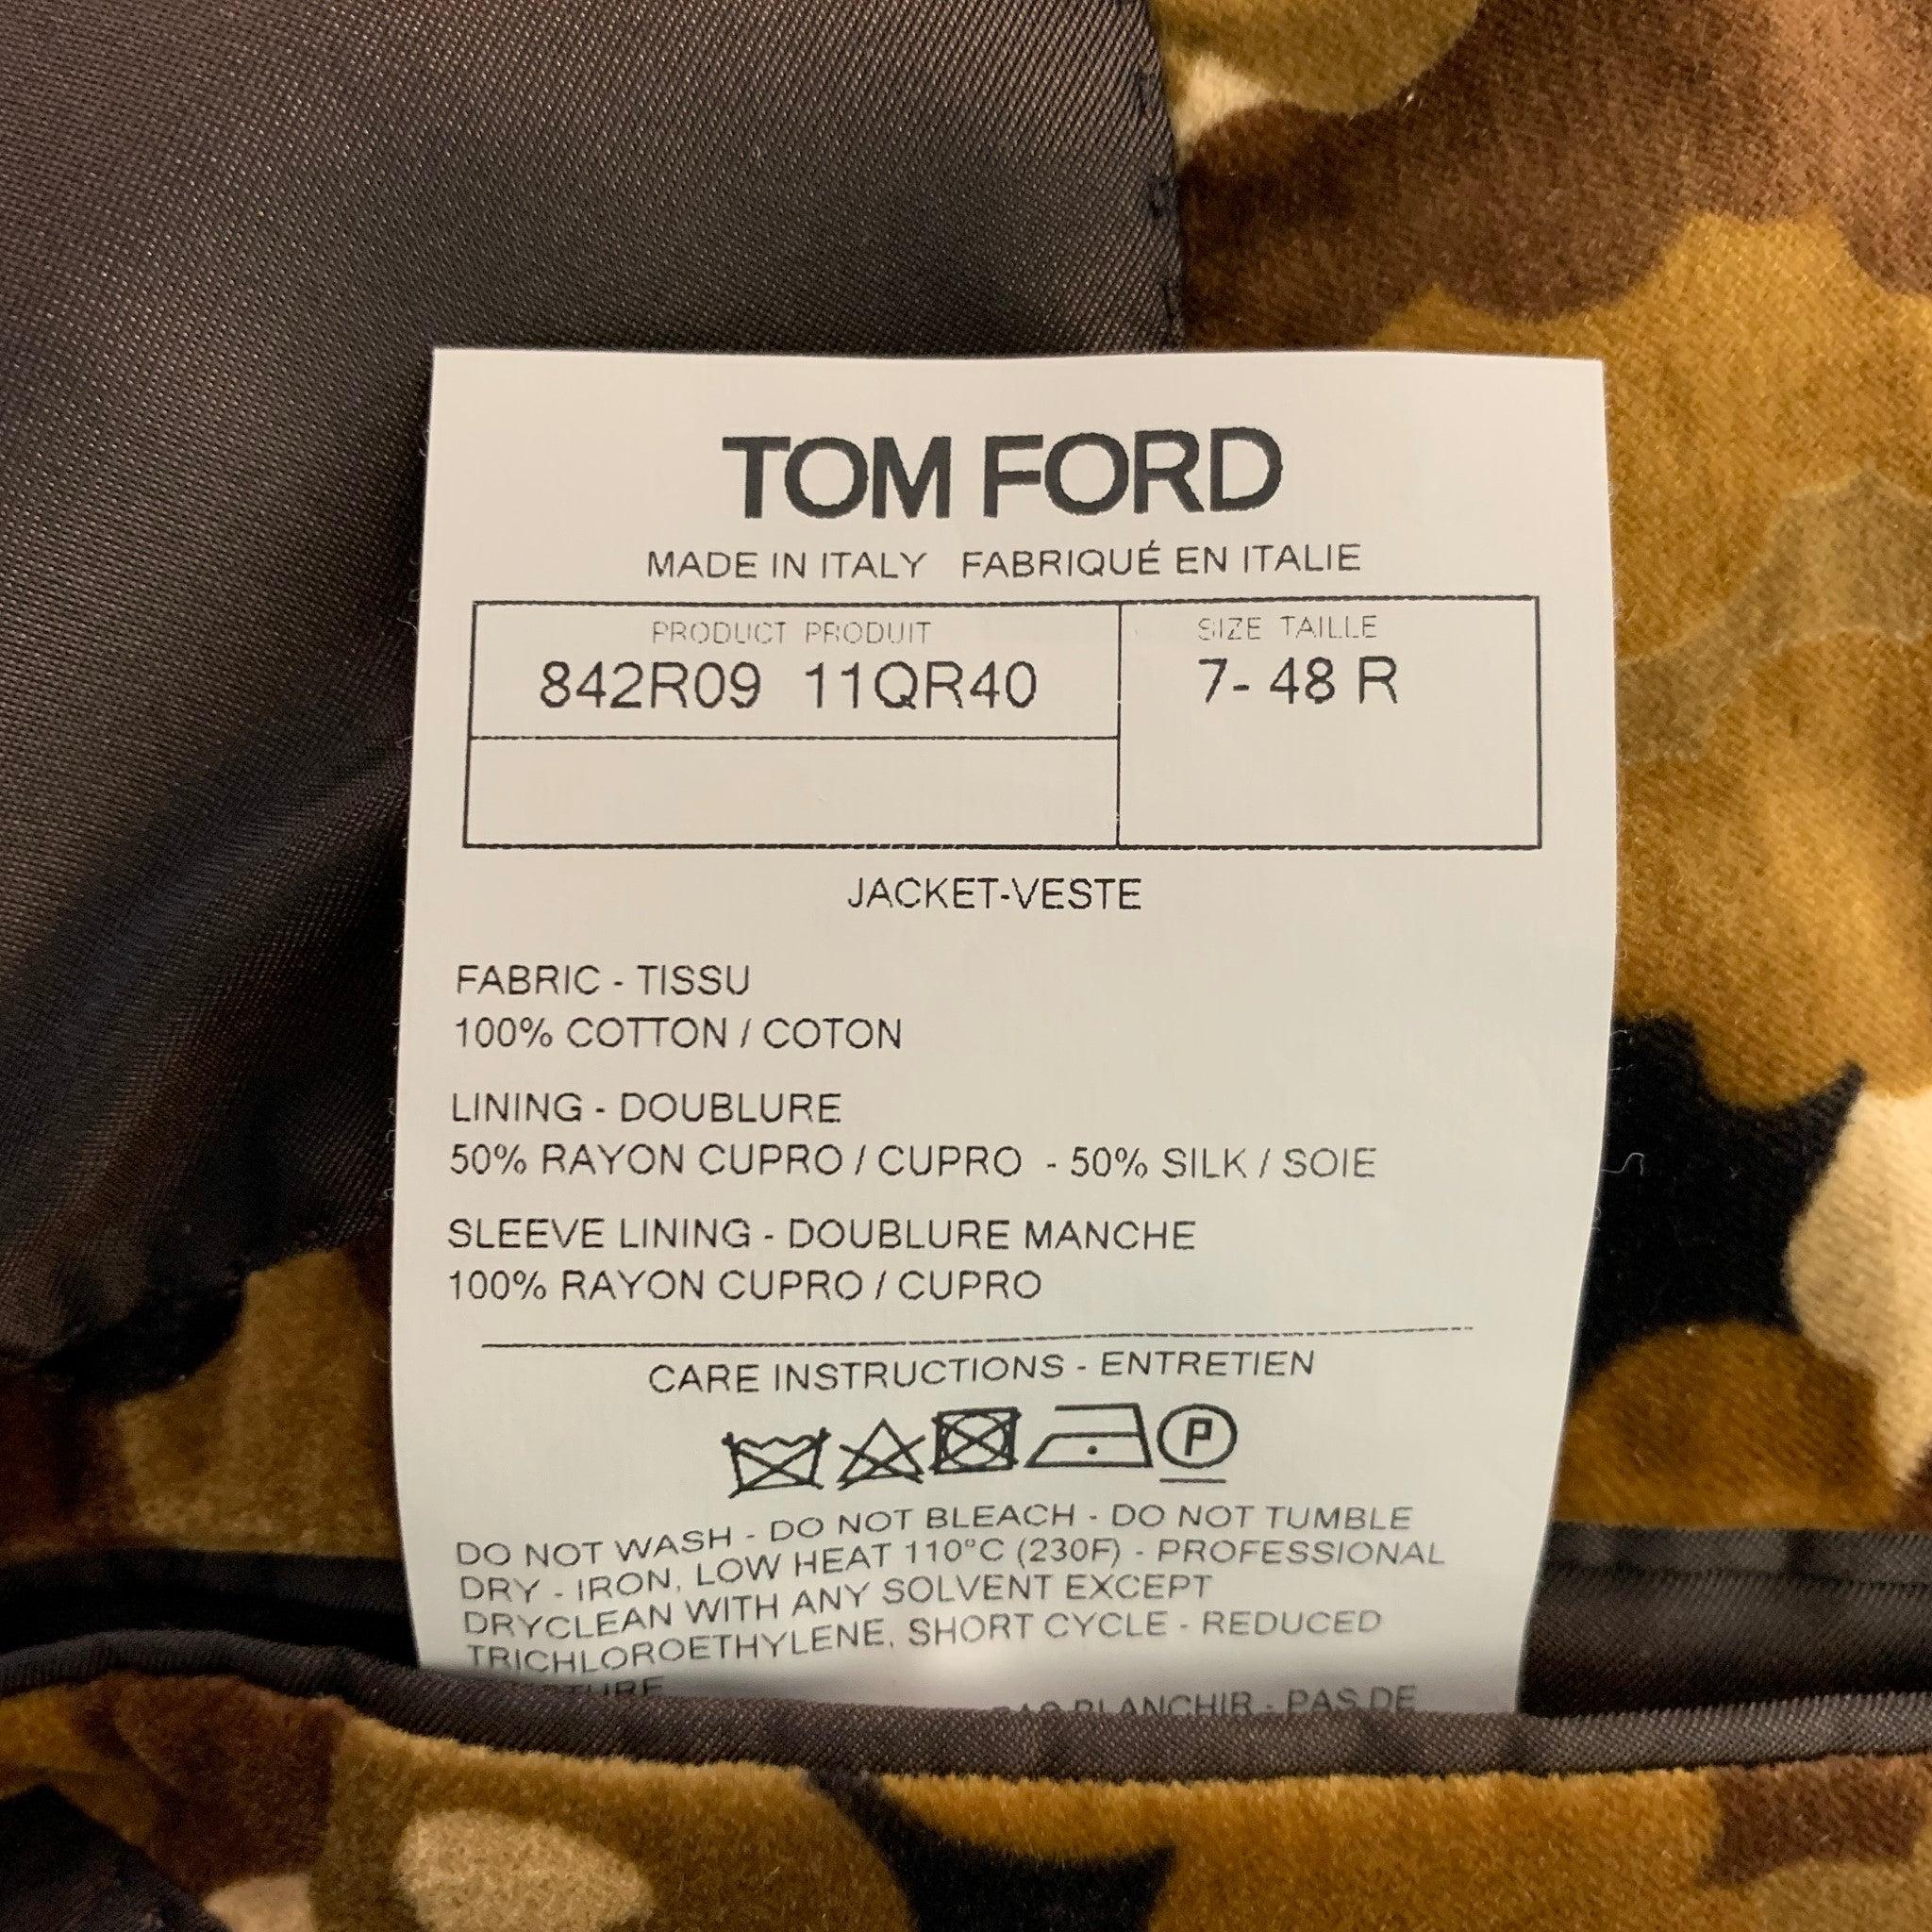 TOM FORD
MADE IN ITALY FABRIQUÉ EN ITALIE
PRODUCT PRODUIT
842R09 11QR40
SIZE TAILLE
7- 48 R
JACKET-VESTE
FABRIC - TISSU
100% COTTON / COTON
LINING - DOUBLURE
50% RAYON CUPRO / CUPRO - 50% SILK / SOIE
SLEEVE LINING - DOUBLURE MANCHE
100% RAYON CUPRO / CUPRO
CARE INSTRUCTIONS - ENTRETIEN
P
DO NOT WASH - DO NOT BLEACH - DO NOT TUMBLE
DRY - IRON, LOW HEAT 110°C (230F) - PROFESSIONAL
DRYCLEAN WITH ANY SOLVENT EXCEPT
TRICHLOROETHYLENE, SHORT CYCLE - REDUCED
BLANCHIR - PAS DE